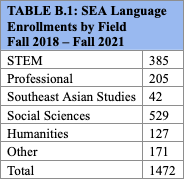 TABLE B.1: SEA Language
Enrollments by Field
Fall 2018 – Fall 2021
STEM 385
Professional 205
Southeast Asian Studies 42
Social Sciences 529
Humanities 127
Other 171
Total 1472